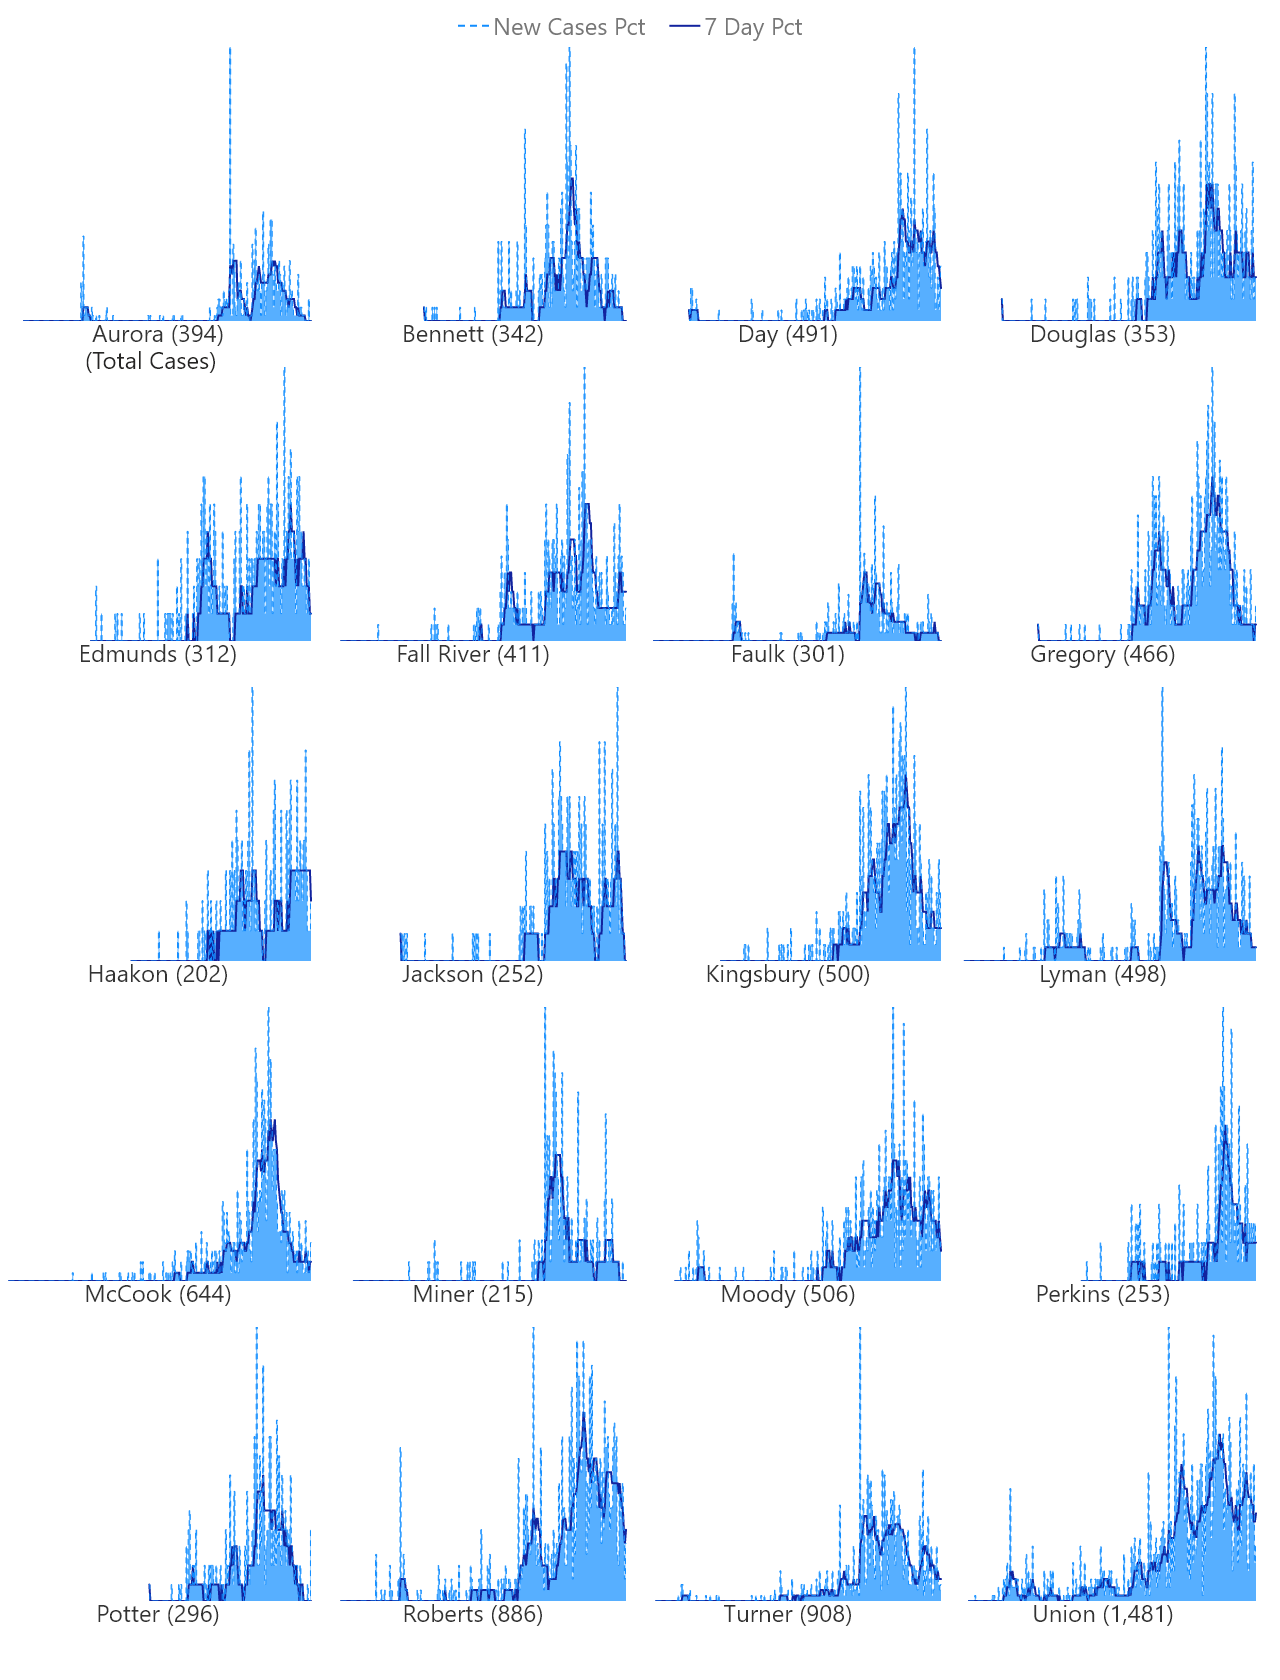 New Cases Pct 7 Day Pct
Aurora (394) Bennett (342) Day (491) Douglas (353)
(Total Cases)
Edmunds (312) Fall River (411) Faulk (301) Gregory (466)
Haakon (202) Jackson (252) Kingsbury (500) Lyman (498)
McCook (644) Miner (215) Moody (506) Perkins (253)
Potter (296) Roberts (886) Turner (908) Union (1,481)